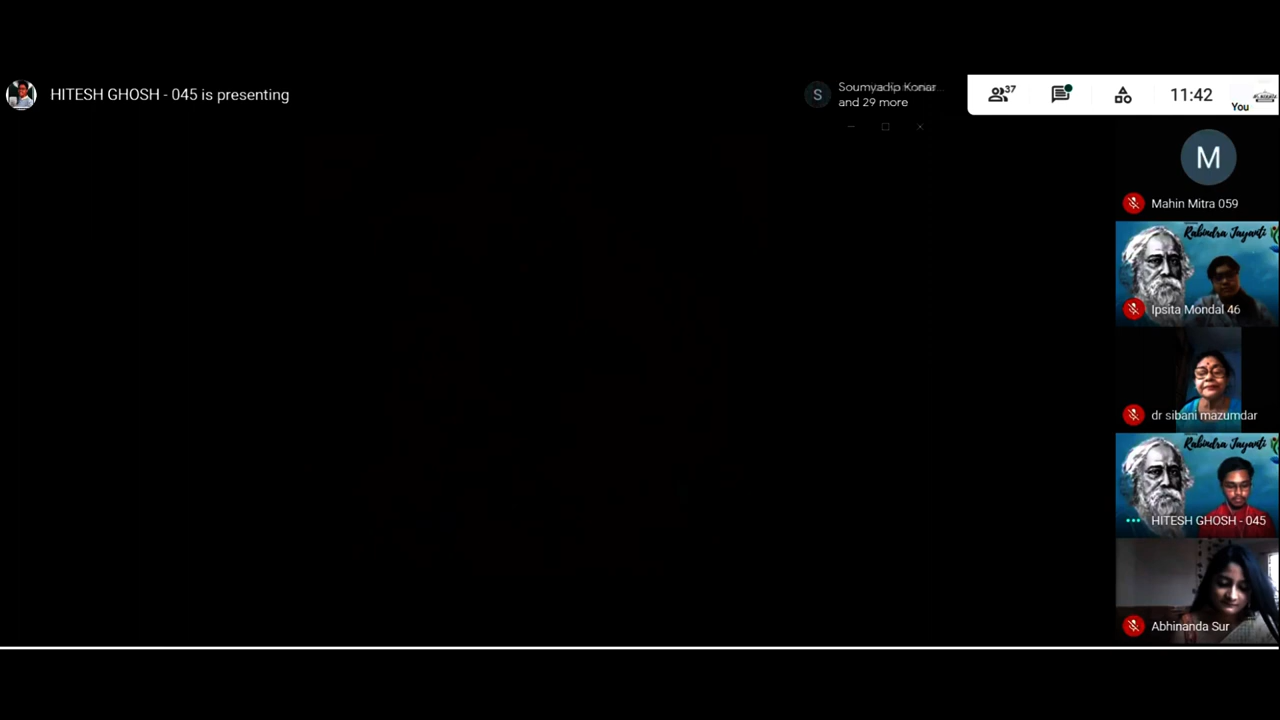 HITESH GHOSH - 045 is presenting
S
Soumyadip Konar
and 29 more
37
11:42
You
M
Mahin Mitra 059
Rabindra Jayanti
Ipsita Mondal 46
dr sibani mazumdar
Rabindra Jayanti
HITESH GHOSH - 045
Abhinanda Sur